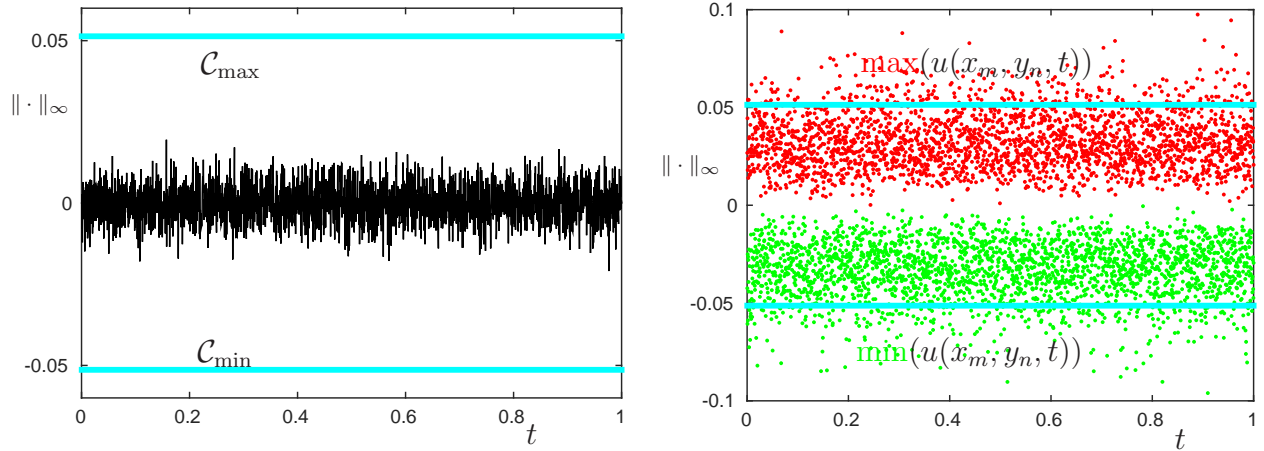 0.05
𝒞max
‖ · ‖∞
0
𝒞min
-0.05
0 0.2 0.4 0.6 0.8 1
t
0.1
max(u(xm, yn, t))
0.05
‖ · ‖∞
0
-0.05
min(u(xm, yn, t))
-0.1
0 0.2 0.4 0.6 0.8 1
t